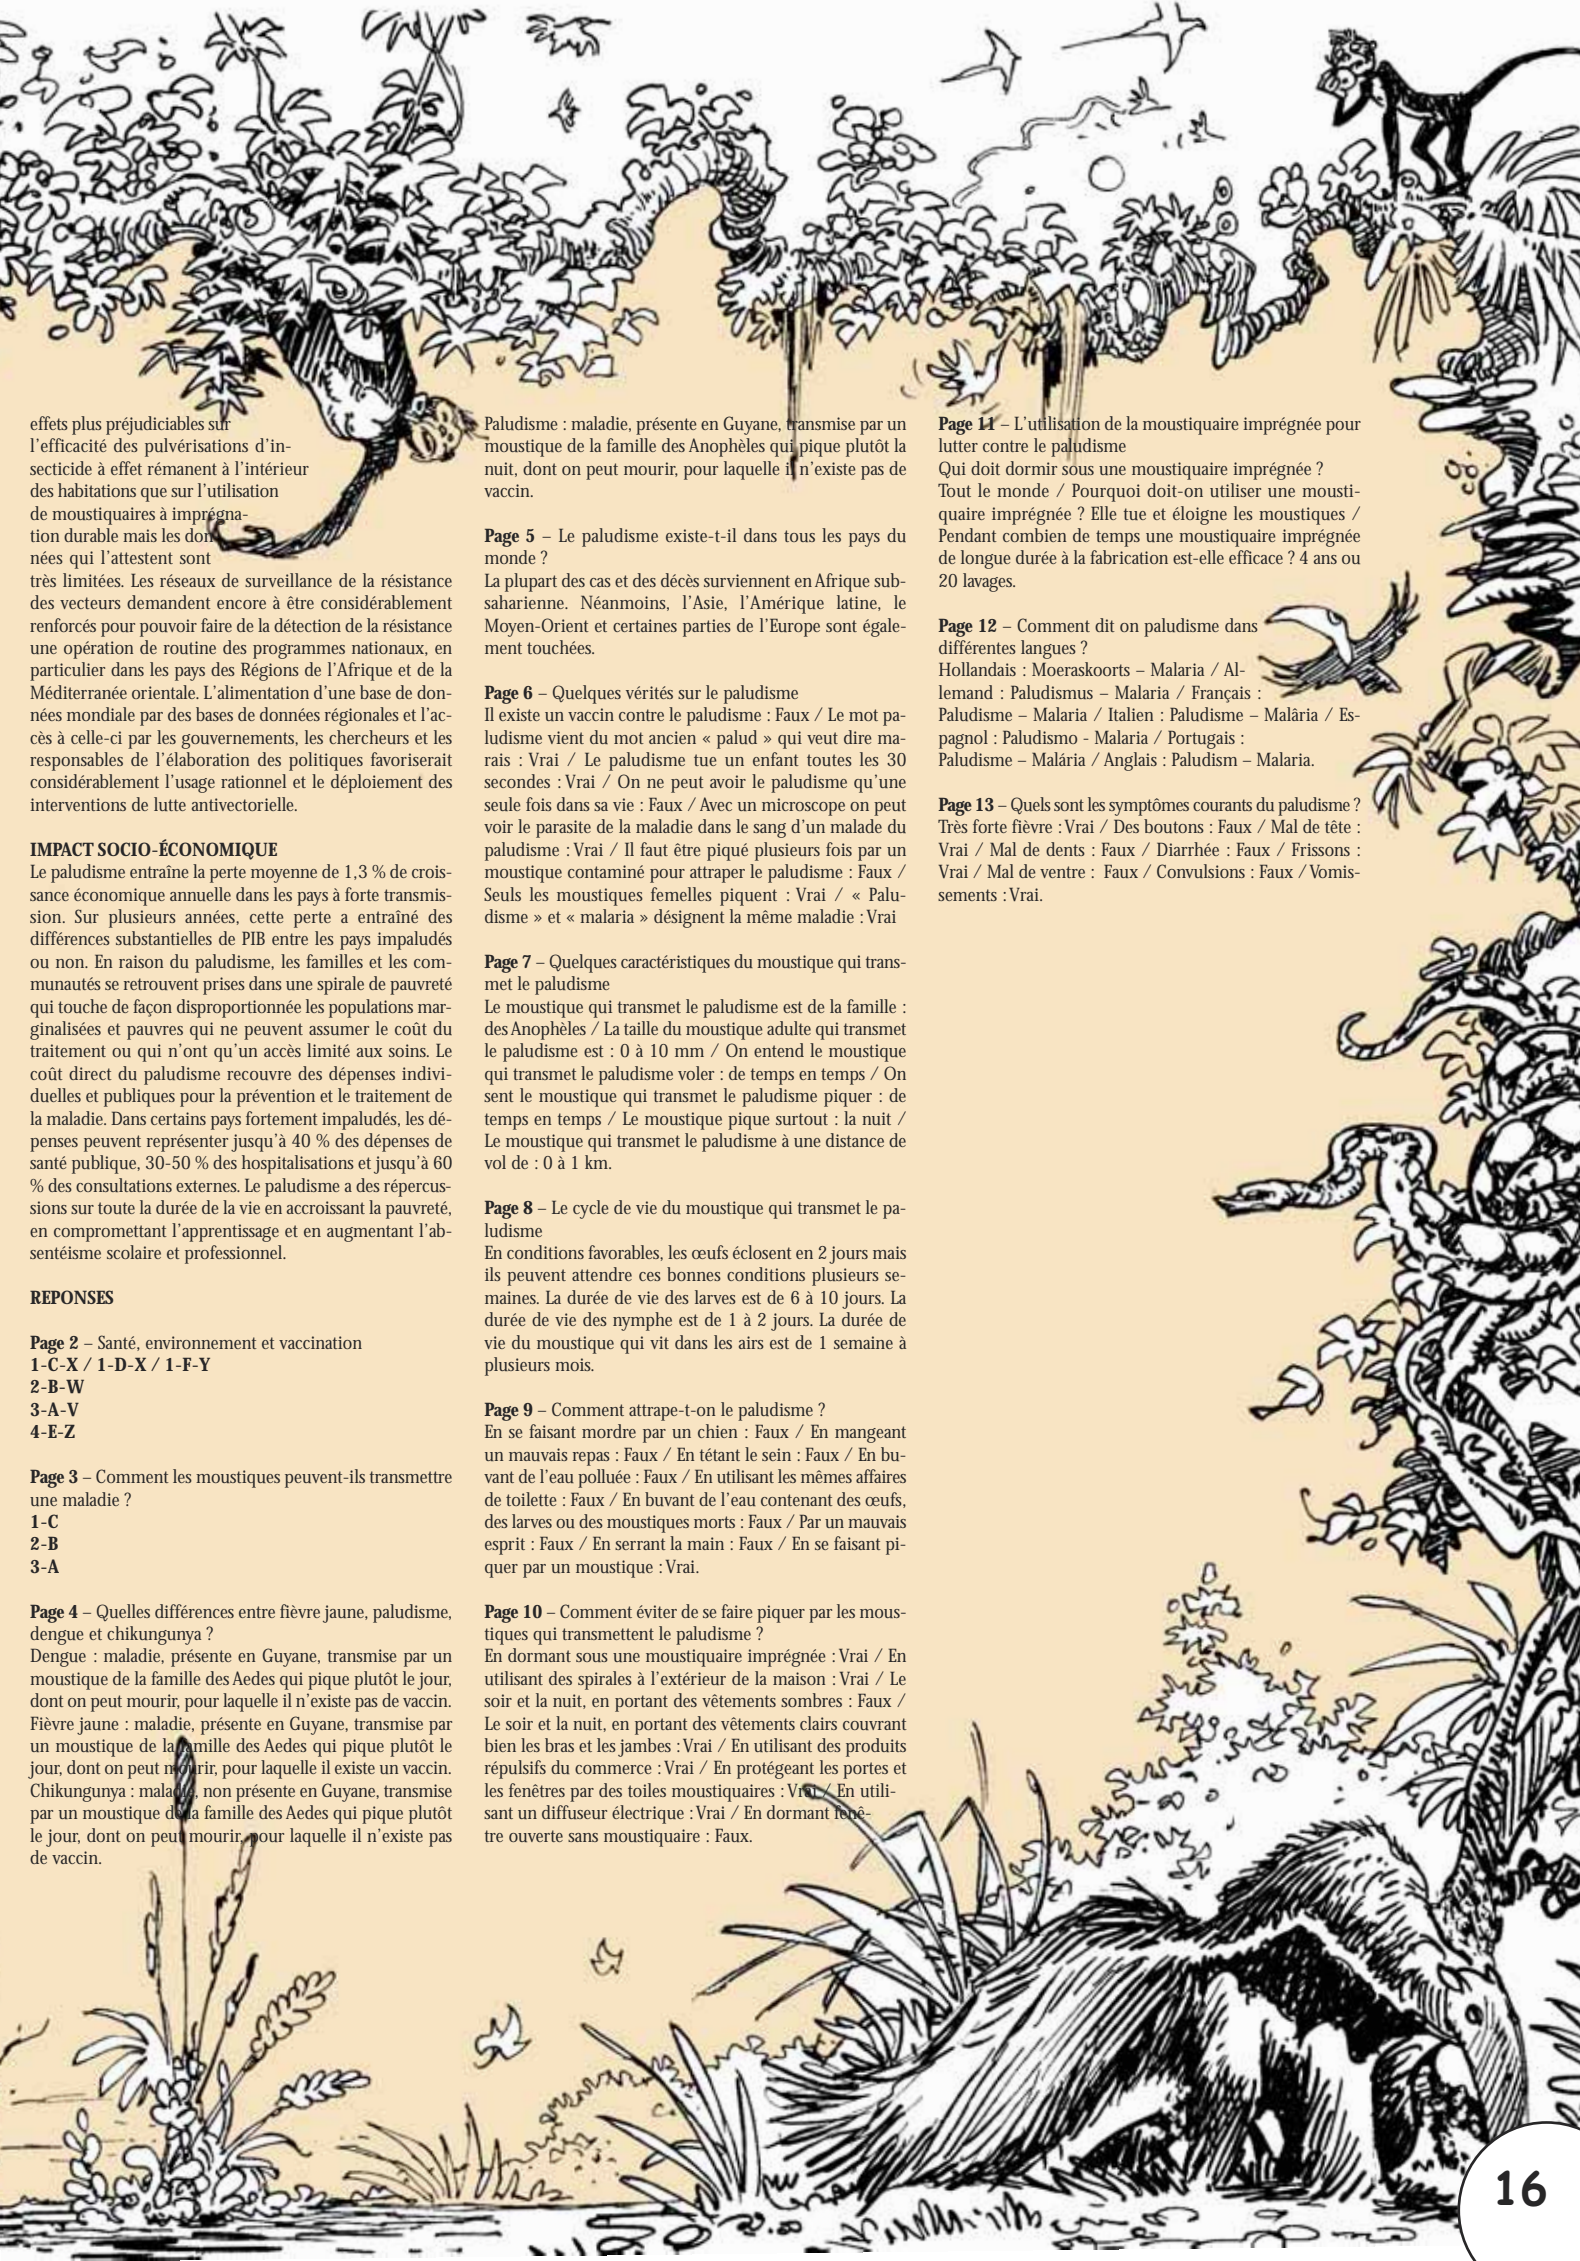 effets plus préjudiciables sur
l'efficacité des pulvérisations d'in-
secticide à effet rémanent à l'intérieur
des habitations que sur l'utilisation
de moustiquaires à imprégna-
tion durable mais les don
nées qui l'attestent sont
très limitées. Les réseaux de surveillance de la résistance
des vecteurs demandent encore à être considérablement
renforcés pour pouvoir faire de la détection de la résistance
une opération de routine des programmes nationaux, en
particulier dans les pays des Régions de l'Afrique et de la
Méditerranée orientale. L'alimentation d'une base de don-
nées mondiale par des bases de données régionales et l'ac-
cès à celle-ci par les gouvernements, les chercheurs et les
responsables de l'élaboration des politiques favoriserait
considérablement l'usage rationnel et le déploiement des
interventions de lutte antivectorielle.
IMPACT SOCIO-ÉCONOMIQUE
Le paludisme entraîne la perte moyenne de 1,3 % de crois-
sance économique annuelle dans les pays à forte transmis-
sion. Sur plusieurs années, cette perte a entraîné des
différences substantielles de PIB entre les pays impaludés
ou non. En raison du paludisme, les familles et les com-
munautés se retrouvent prises dans une spirale de pauvreté
qui touche de façon disproportionnée les populations mar-
ginalisées et pauvres qui ne peuvent assumer le coût du
traitement ou qui n'ont qu'un accès limité aux soins. Le
coût direct du paludisme recouvre des dépenses indivi-
duelles et publiques pour la prévention et le traitement de
la maladie. Dans certains pays fortement impaludés, les dé-
penses peuvent représenter jusqu'à 40 % des dépenses de
santé publique, 30-50 % des hospitalisations et jusqu'à 60
% des consultations externes. Le paludisme a des répercus-
sions sur toute la durée de la vie en accroissant la pauvreté,
en compromettant l'apprentissage et en augmentant l'ab-
sentéisme scolaire et professionnel.
REPONSES
Page 2 – Santé, environnement et vaccination
1-C-X / 1-D-X / 1-F-Y
2-B-W
3-A-V
4-E-Z
Page 3 – Comment les moustiques peuvent-ils transmettre
une maladie ?
1-C
2-B
3-A
Page 4 – Quelles différences entre fièvre jaune, paludisme,
dengue et chikungunya ?
Dengue : maladie, présente en Guyane, transmise par un
moustique de la famille des Aedes qui pique plutôt le jour,
dont on peut mourir, pour laquelle il n'existe pas de vaccin.
Fièvre jaune : maladie, présente en Guyane, transmise par
un moustique de la famille des Aedes qui pique plutôt le
jour, dont on peut mourir, pour laquelle il existe un vaccin.
Chikungunya : maladie, non présente en Guyane, transmise
par un moustique de la famille des Aedes qui pique plutôt
le jour, dont on peut mourir, pour laquelle il n'existe pas
de vaccin.
Paludisme : maladie, présente en Guyane, transmise par un
moustique de la famille des Anophèles qui pique plutôt la
nuit, dont on peut mourir, pour laquelle il n'existe pas de
vaccin.
Page 5 – Le paludisme existe-t-il dans tous les pays du
monde ?
La plupart des cas et des décès surviennent en Afrique sub-
saharienne. Néanmoins, l'Asie, l'Amérique latine, le
Moyen-Orient et certaines parties de l'Europe sont égale-
ment touchées.
Page 6 – Quelques vérités sur le paludisme
Il existe un vaccin contre le paludisme : Faux / Le mot pa-
ludisme vient du mot ancien « palud » qui veut dire ma-
rais : Vrai / Le paludisme tue un enfant toutes les 30
secondes : Vrai / On ne peut avoir le paludisme qu'une
seule fois dans sa vie : Faux / Avec un microscope on peut
voir le parasite de la maladie dans le sang d'un malade du
paludisme : Vrai / Il faut être piqué plusieurs fois par un
moustique contaminé pour attraper le paludisme : Faux /
Seuls les moustiques femelles piquent : Vrai / « Palu-
disme » et « malaria » désignent la même maladie : Vrai
Page 7 – Quelques caractéristiques du moustique qui trans-
met le paludisme
Le moustique qui transmet le paludisme est de la famille :
des Anophèles / La taille du moustique adulte qui transmet
le paludisme est : 0 à 10 mm / On entend le moustique
qui transmet le paludisme voler : de temps en temps / On
sent le moustique qui transmet le paludisme piquer : de
temps en temps / Le moustique pique surtout : la nuit /
Le moustique qui transmet le paludisme à une distance de
vol de : 0 à 1 km.
Page 8 – Le cycle de vie du moustique qui transmet le pa-
ludisme
En conditions favorables, les œufs éclosent en 2 jours mais
ils peuvent attendre ces bonnes conditions plusieurs se-
maines. La durée de vie des larves est de 6 à 10 jours. La
durée de vie des nymphe est de 1 à 2 jours. La durée de
vie du moustique qui vit dans les airs est de 1 semaine à
plusieurs mois.
Page 9 – Comment attrape-t-on le paludisme ?
En se faisant mordre par un chien : Faux / En mangeant
un mauvais repas : Faux / En tétant le sein : Faux / En bu-
vant de l'eau polluée : Faux / En utilisant les mêmes affaires
de toilette : Faux / En buvant de l'eau contenant des œufs,
des larves ou des moustiques morts : Faux / Par un mauvais
esprit : Faux / En serrant la main : Faux / En se faisant pi-
quer par un moustique : Vrai.
Page 10 – Comment éviter de se faire piquer par les mous-
tiques qui transmettent le paludisme ?
En dormant sous une moustiquaire imprégnée : Vrai / En
utilisant des spirales à l'extérieur de la maison : Vrai / Le
soir et la nuit, en portant des vêtements sombres : Faux /
Le soir et la nuit, en portant des vêtements clairs couvrant
bien les bras et les jambes : Vrai / En utilisant des produits
répulsifs du commerce : Vrai / En protégeant les portes et
les fenêtres par des toiles moustiquaires : Vrai / En utili-
sant un diffuseur électrique : Vrai / En dormant fenê-
tre ouverte sans moustiquaire : Faux.
Page 11 – L'utilisation de la moustiquaire imprégnée pour
lutter contre le paludisme
Qui doit dormir sous une moustiquaire imprégnée ?
Tout le monde / Pourquoi doit-on utiliser une mousti-
quaire imprégnée ? Elle tue et éloigne les moustiques /
Pendant combien de temps une moustiquaire imprégnée
de longue durée à la fabrication est-elle efficace ? 4 ans ou
20 lavages.
Page 12 – Comment dit on paludisme dans
différentes langues ?
Hollandais : Moeraskoorts – Malaria / Al-
lemand : Paludismus – Malaria / Français :
Paludisme – Malaria / Italien : Paludisme – Malâria / Es-
pagnol : Paludismo - Malaria / Portugais :
Paludisme – Malária / Anglais : Paludism – Malaria.
Page 13 – Quels sont les symptômes courants du paludisme ?
Très forte fièvre : Vrai / Des boutons : Faux / Mal de tête :
Vrai / Mal de dents : Faux / Diarrhée : Faux / Frissons :
Vrai / Mal de ventre : Faux / Convulsions : Faux / Vomis-
sements : Vrai.
16